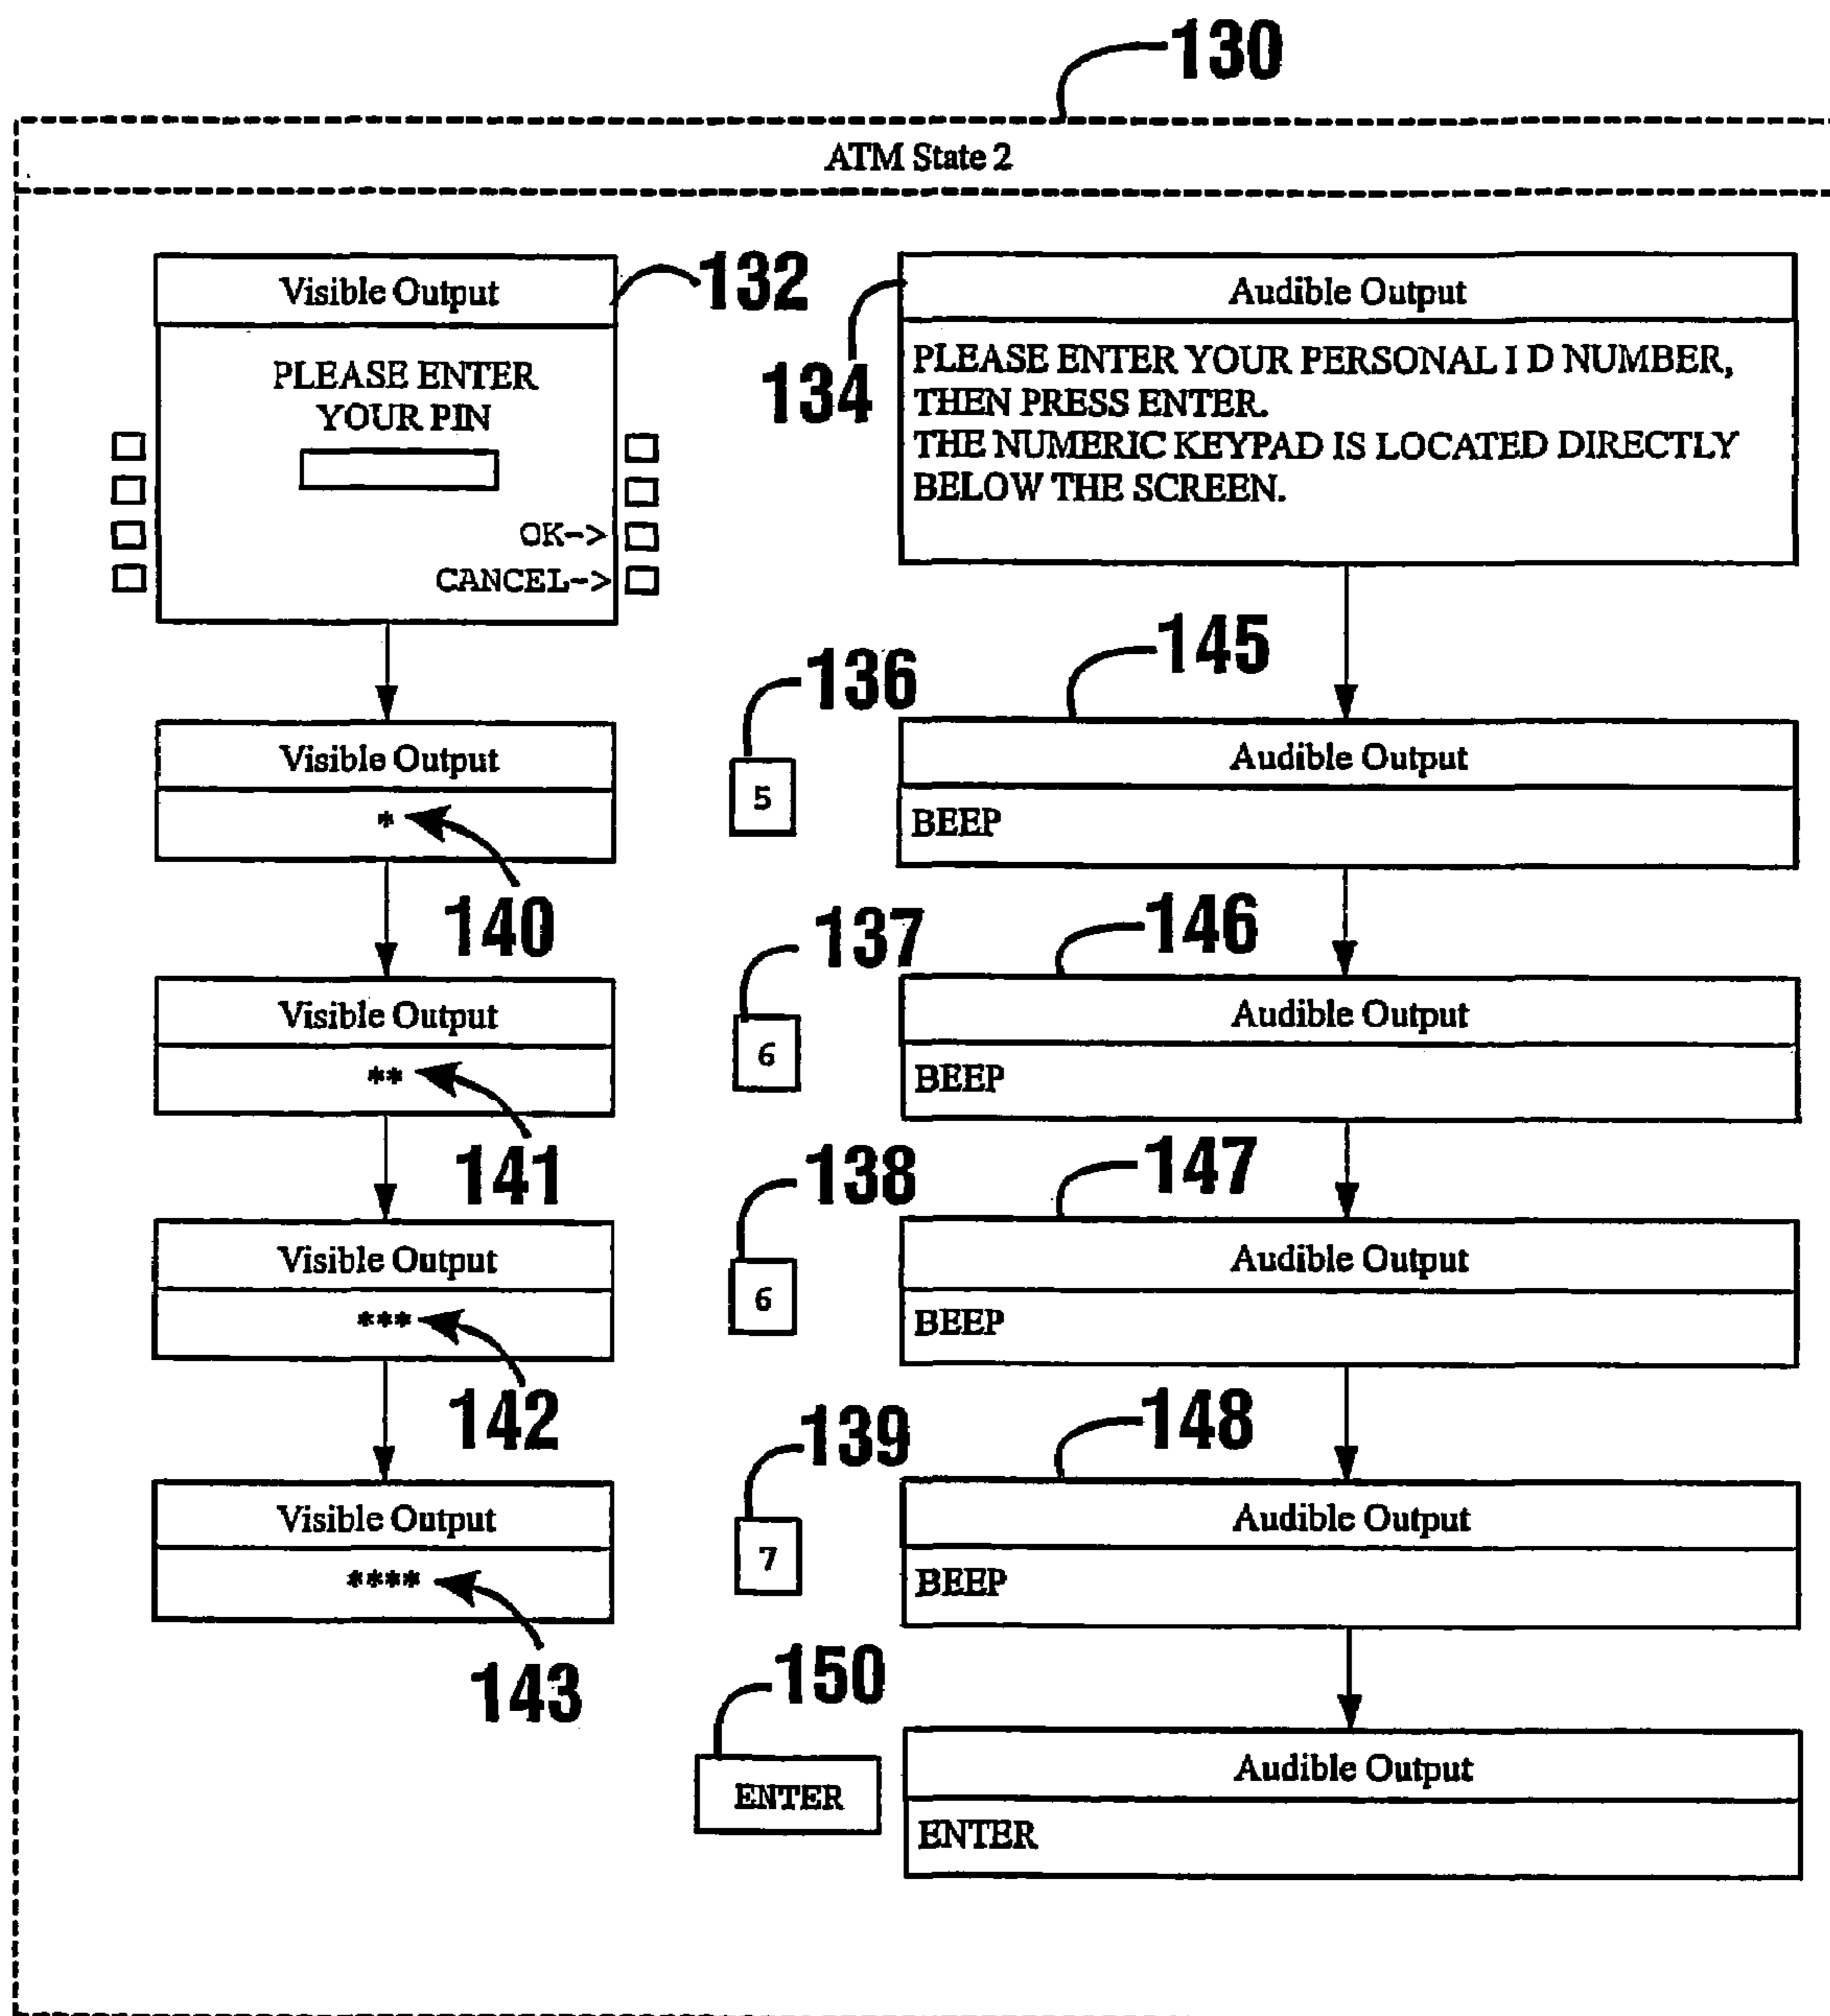 130
ATM State 2
Visible Output
132
PLEASE ENTER
YOUR PIN
OK->
CANCEL->
134
Audible Output
PLEASE ENTER YOUR PERSONAL I D NUMBER,
THEN PRESS ENTER.
THE NUMERIC KEYPAD IS LOCATED DIRECTLY
BELOW THE SCREEN.
Visible Output
*
140
136
5
145
Audible Output
BEEP
Visible Output
**
141
137
6
146
Audible Output
BEEP
Visible Output
***
142
138
6
147
Audible Output
BEEP
Visible Output
****
143
139
7
148
Audible Output
BEEP
150
ENTER
Audible Output
ENTER